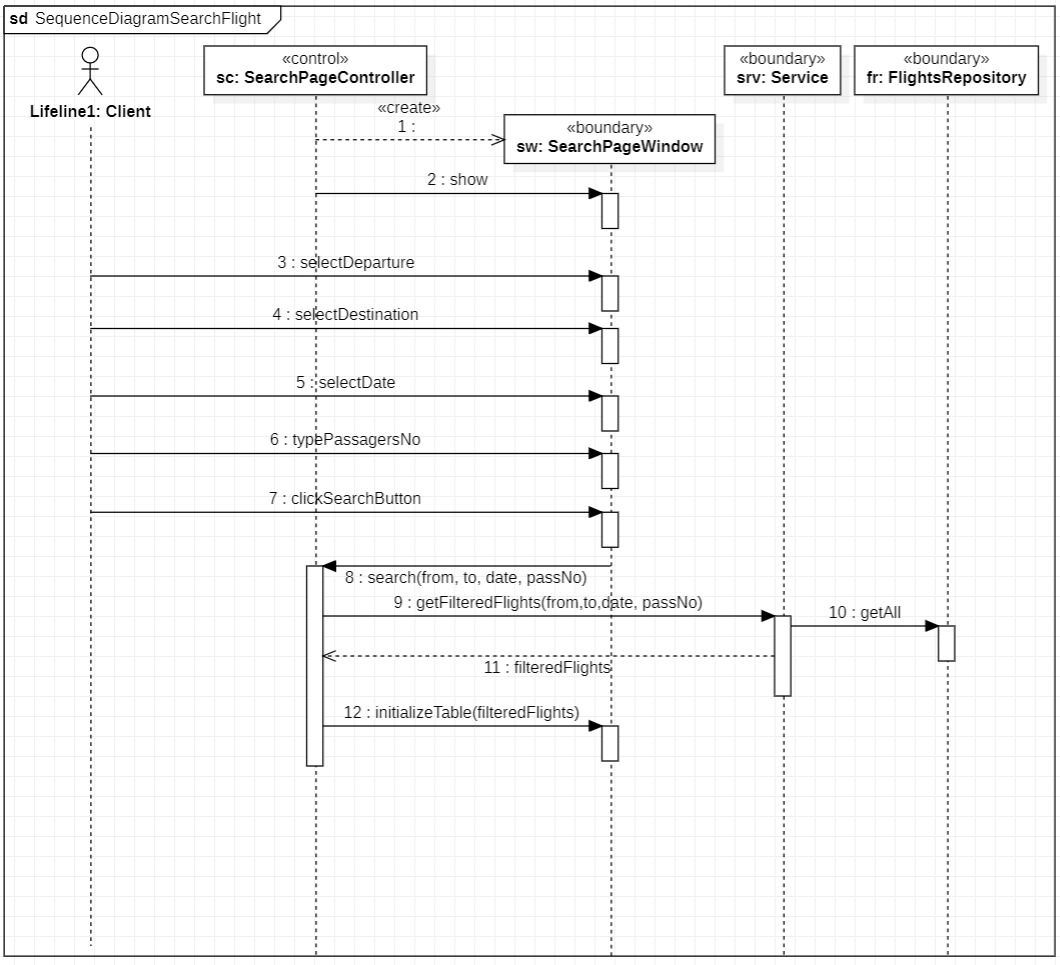 sd SequenceDiagramSearchFlight
Lifeline1: Client
«control»
sc: SearchPageController
«boundary»
srv: Service
«boundary»
fr: FlightsRepository
«create»
1 :
«boundary»
sw: SearchPageWindow
2 : show
3 : selectDeparture
4 : selectDestination
5 : selectDate
6 : typePassagersNo
7 : clickSearchButton
8 : search(from, to, date, passNo)
9 : getFilteredFlights(from,to,date, passNo)
10 : getAll
11 : filteredFlights
12 : initializeTable(filteredFlights)